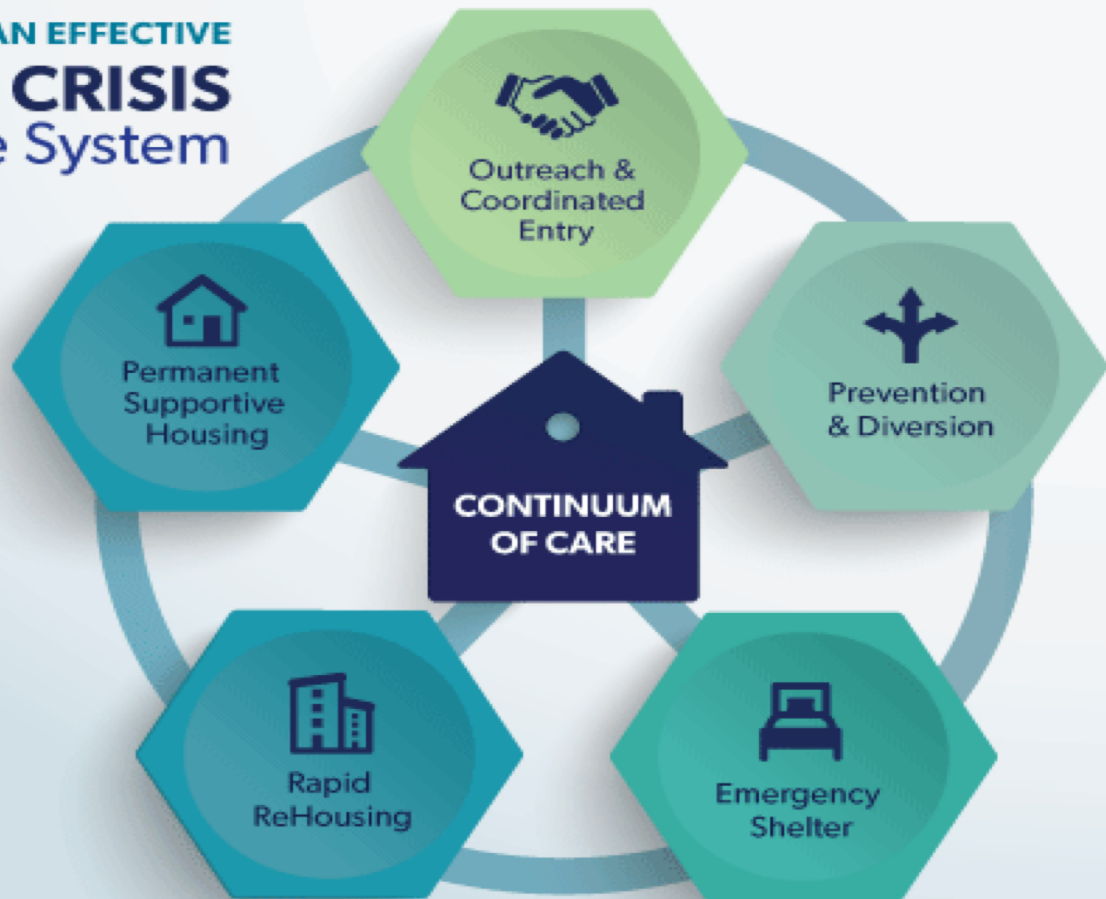 AN EFFECTIVE
CRISIS
e System
Outreach &
Coordinated
Entry
Permanent
Supportive
Housing
Prevention
& Diversion
CONTINUUM
OF CARE
Rapid
ReHousing
Emergency
Shelter